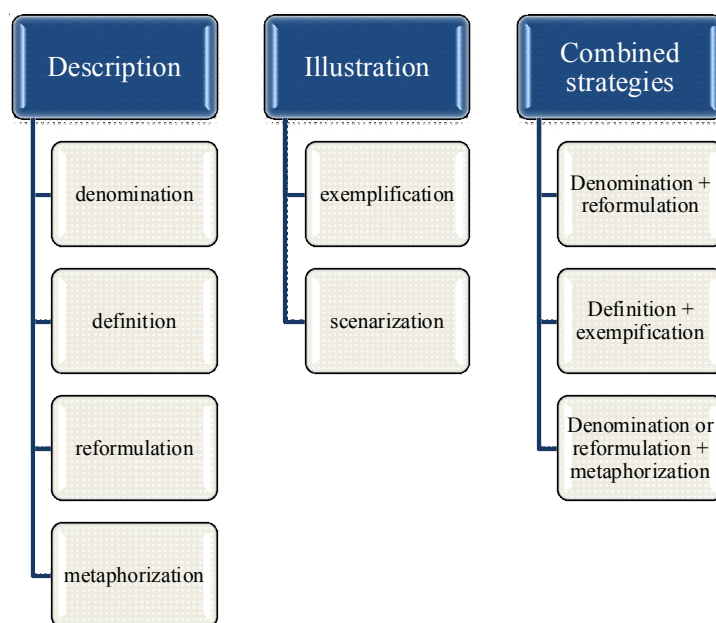 Description
denomination
definition
reformulation
metaphorization
Illustration
exemplification
scenarization
Combined
strategies
Denomination +
reformulation
Definition +
exempification
Denomination or
reformulation +
metaphorization